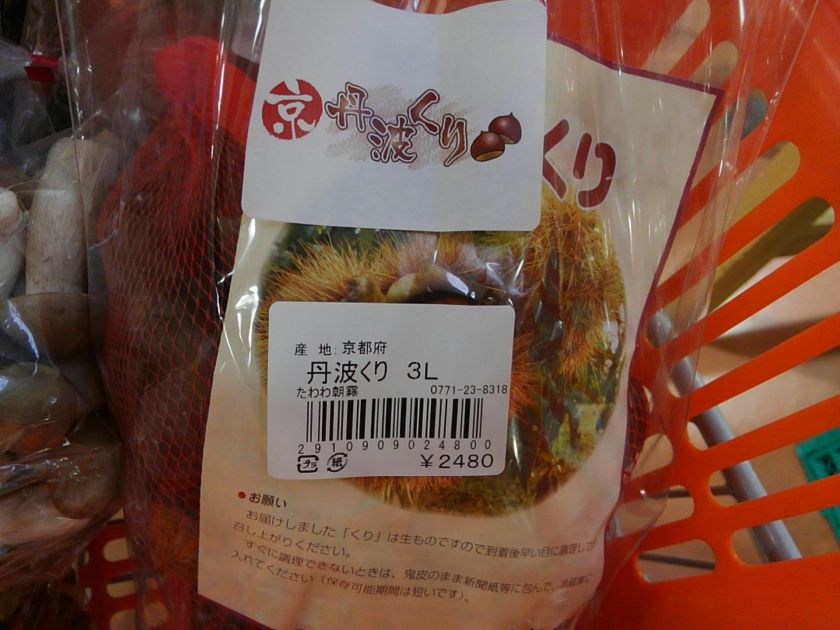 京 丹波くり
くり
産 地: 京都府
丹波くり 3L
たわわ朝霧 0771-23-8318
2910909024800
プラ 紙 ¥2480
●お願い
お届けしました「くり」は生ものですので到着後早い目に調理して
召し上がりください。
すぐに調理できないときは、鬼皮のまま新聞紙等に包んで、冷蔵庫に
入れてください（保存可能期間は短いです）。